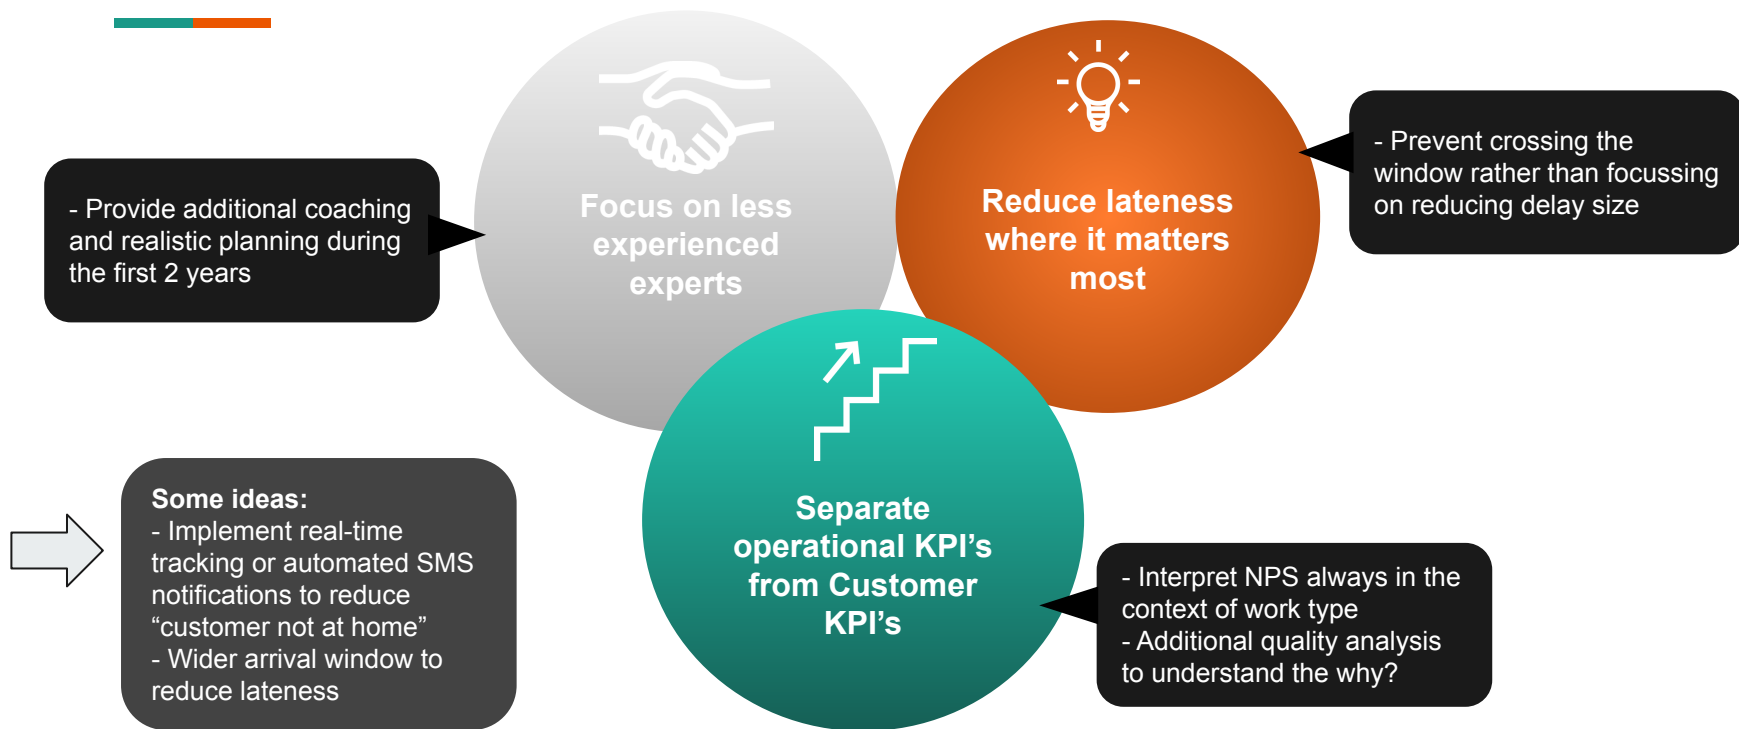 Focus on less
experienced
experts
Reduce lateness
where it matters
most
- Prevent crossing the
window rather than focussing
on reducing delay size
- Provide additional coaching
and realistic planning during
the first 2 years
Some ideas:
- Implement real-time
tracking or automated SMS
notifications to reduce
“customer not at home”
- Wider arrival window to
reduce lateness
Separate
operational KPI’s
from Customer
KPI’s
- Interpret NPS always in the
context of work type
- Additional quality analysis
to understand the why?